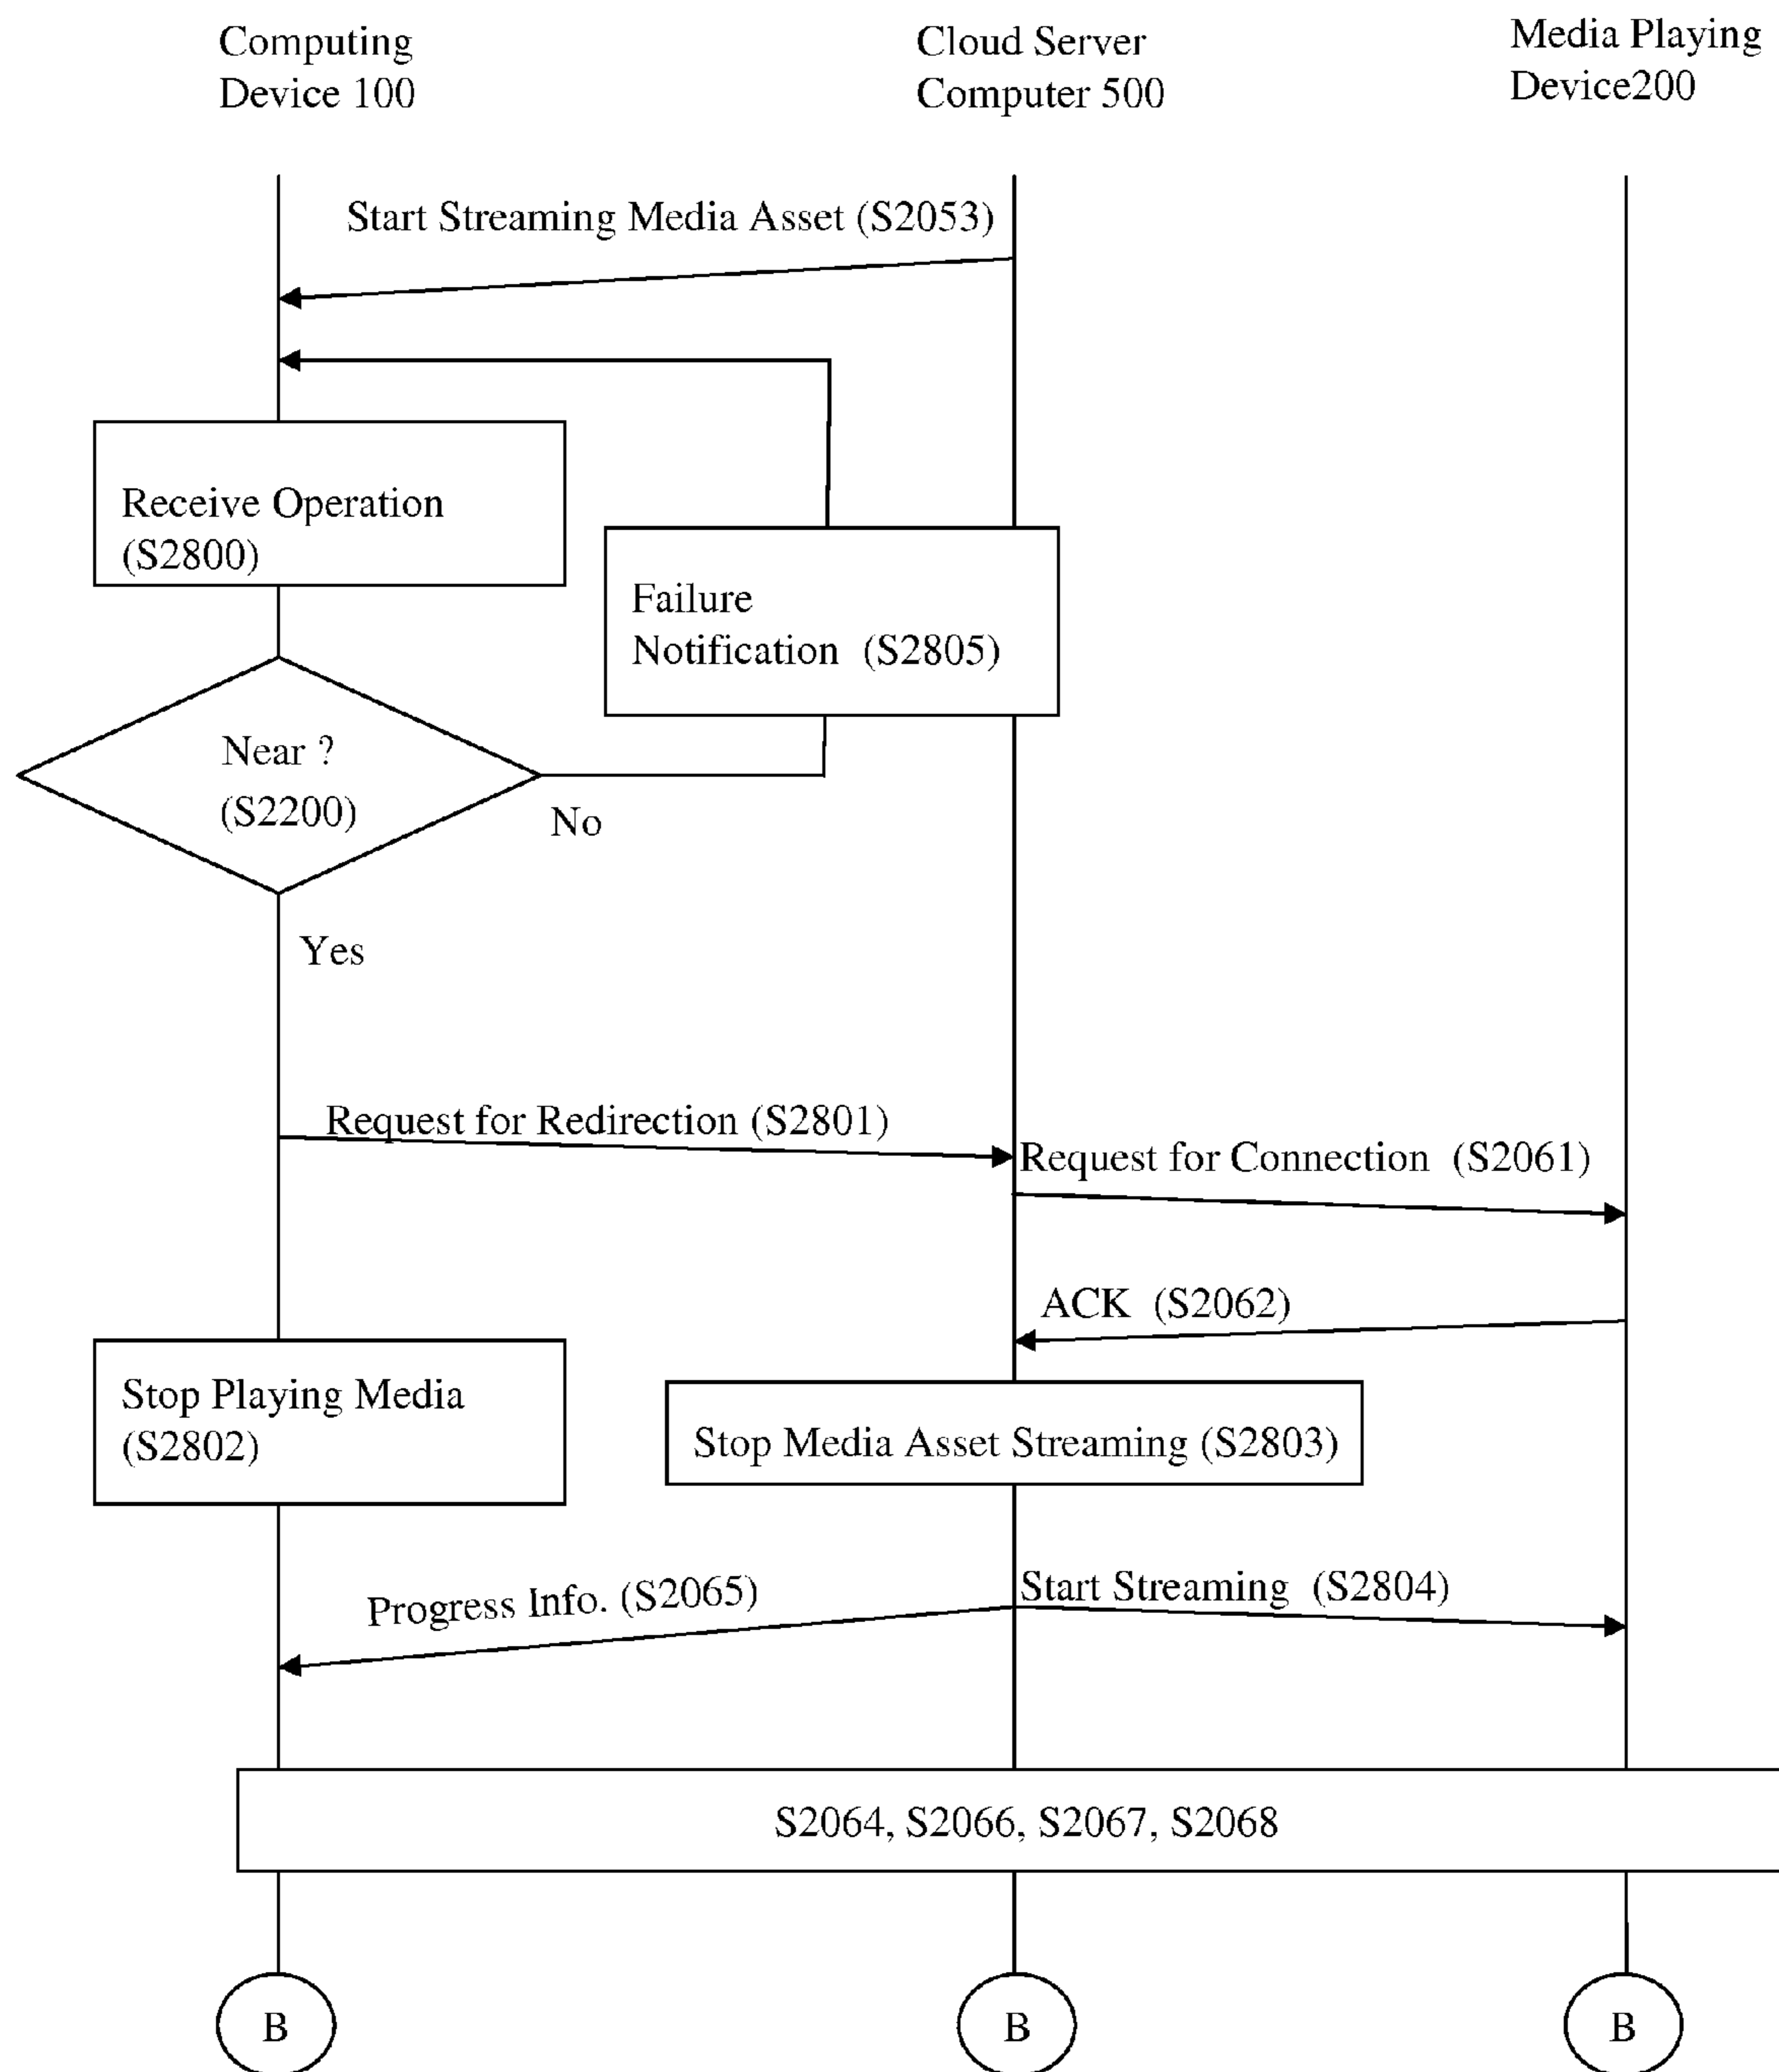 Computing
Device 100
Cloud Server
Computer 500
Media Playing
Device200
Start Streaming Media Asset (S2053)
Receive Operation
(S2800)
Failure
Notification (S2805)
Near ?
(S2200)
No
Yes
Request for Redirection (S2801)
Request for Connection (S2061)
ACK (S2062)
Stop Playing Media
(S2802)
Stop Media Asset Streaming (S2803)
Progress Info. (S2065)
Start Streaming (S2804)
S2064, S2066, S2067, S2068
B
B
B